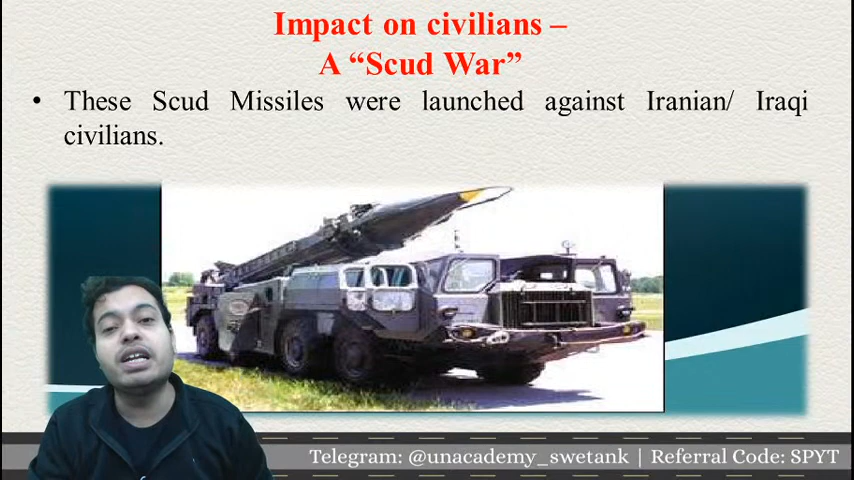 Impact on civilians –
A “Scud War”
• These Scud Missiles were launched against Iranian/ Iraqi
civilians.
Telegram: @unacademy_swetank | Referral Code: SPYT